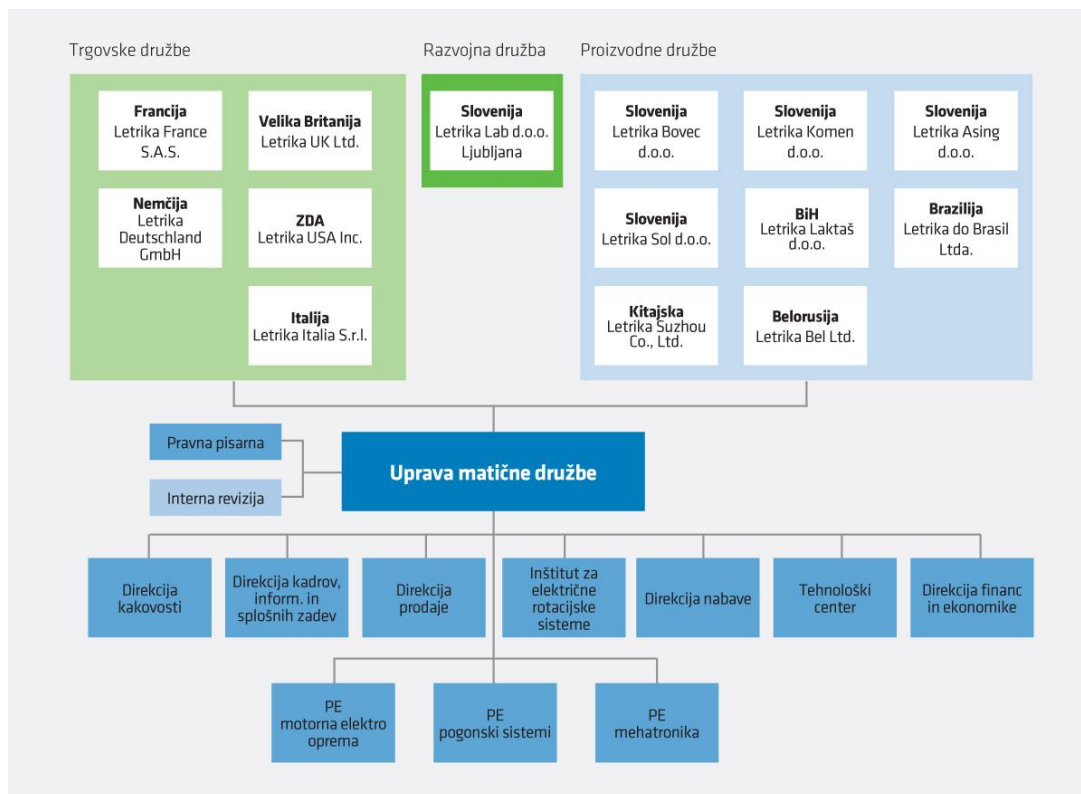 Trgovske družbe
Razvojna družba
Proizvodne družbe
Francija
Letrika France
S.A.S.
Velika Britanija
Letrika UK Ltd.
Nemčija
Letrika
Deutschland
GmbH
ZDA
Letrika USA Inc.
Italija
Letrika Italia S.r.l.
Slovenija
Letrika Lab d.o.o.
Ljubljana
Slovenija
Letrika Bovec
d.o.o.
Slovenija
Letrika Komen
d.o.o.
Slovenija
Letrika Asing
d.o.o.
Slovenija
Letrika Sol d.o.o.
BiH
Letrika Laktaš
d.o.o.
Brazilija
Letrika do Brasil
Ltda.
Kitajska
Letrika Suzhou
Co., Ltd.
Belorusija
Letrika Bel Ltd.
Pravna pisarna
Interna revizija
Uprava matične družbe
Direkcija
kakovosti
Direkcija kadrov,
inform. in
splošnih zadev
Direkcija
prodaje
Inštitut za
električne
rotacijske
sisteme
Direkcija nabave
Tehnološki
center
Direkcija financ
in ekonomike
PE
motorna elektro
oprema
PE
pogonski sistemi
PE
mehatronika